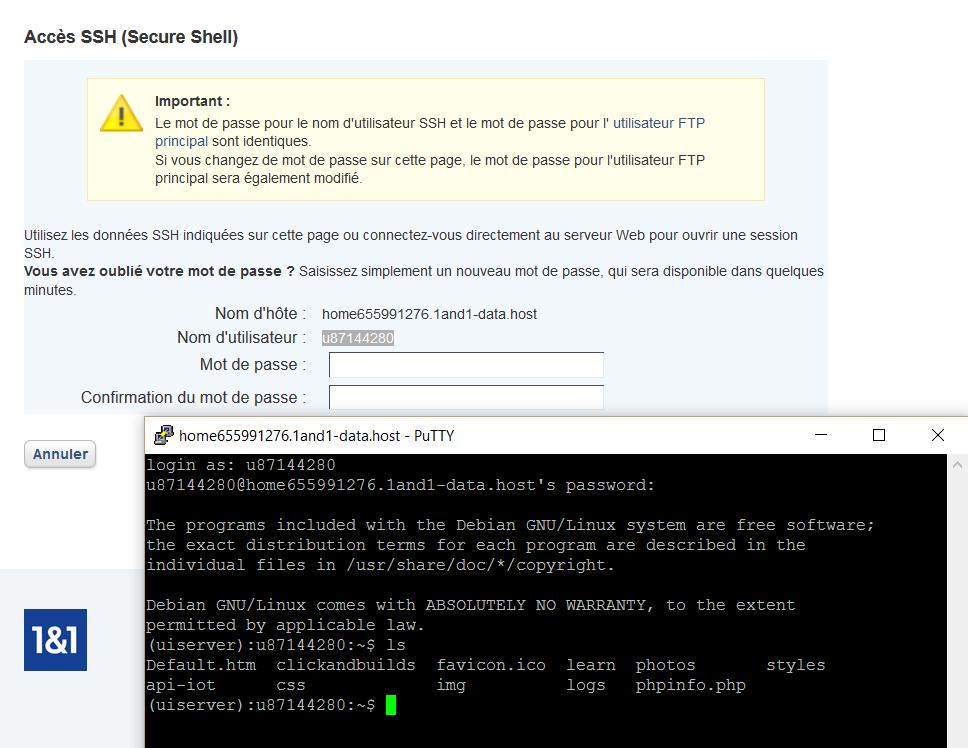 Accès SSH (Secure Shell)
Important :
Le mot de passe pour le nom d'utilisateur SSH et le mot de passe pour l' utilisateur FTP
principal sont identiques.
Si vous changez de mot de passe sur cette page, le mot de passe pour l'utilisateur FTP
principal sera également modifié.
Utilisez les données SSH indiquées sur cette page ou connectez-vous directement au serveur Web pour ouvrir une session
SSH.
Vous avez oublié votre mot de passe ? Saisissez simplement un nouveau mot de passe, qui sera disponible dans quelques
minutes.
Nom d'hôte : home655991276.1and1-data.host
Nom d'utilisateur : u87144280
Mot de passe :
Confirmation du mot de passe :
Annuler
1&1
home655991276.1and1-data.host - PuTTY
login as: u87144280
u87144280@home655991276.1and1-data.host's password:
The programs included with the Debian GNU/Linux system are free software;
the exact distribution terms for each program are described in the
individual files in /usr/share/doc/*/copyright.
Debian GNU/Linux comes with ABSOLUTELY NO WARRANTY, to the extent
permitted by applicable law.
(uiserver):u87144280:~$ ls
Default.htm clickandbuilds favicon.ico learn photos styles
api-iot css img logs phpinfo.php
(uiserver):u87144280:~$